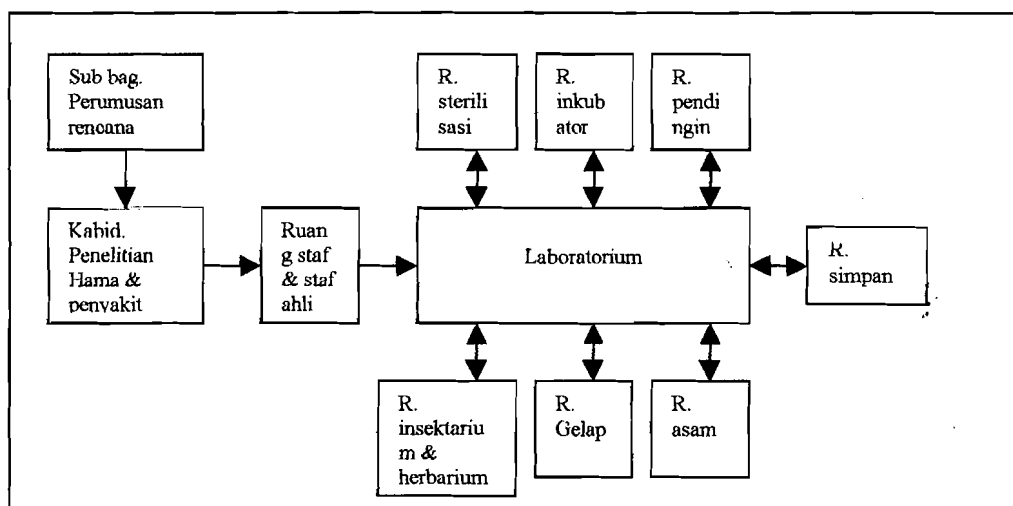 Sub bag.
Perumusan
rencana
R.
sterili
sasi
R.
inkub
ator
R.
pendi
ngin
Kabid.
Penelitian
Hama &
penyakit
Ruan
g staf
& staf
ahli
Laboratorium
R.
simpan
R.
insektariu
m &
herbarium
R.
Gelap
R.
asam